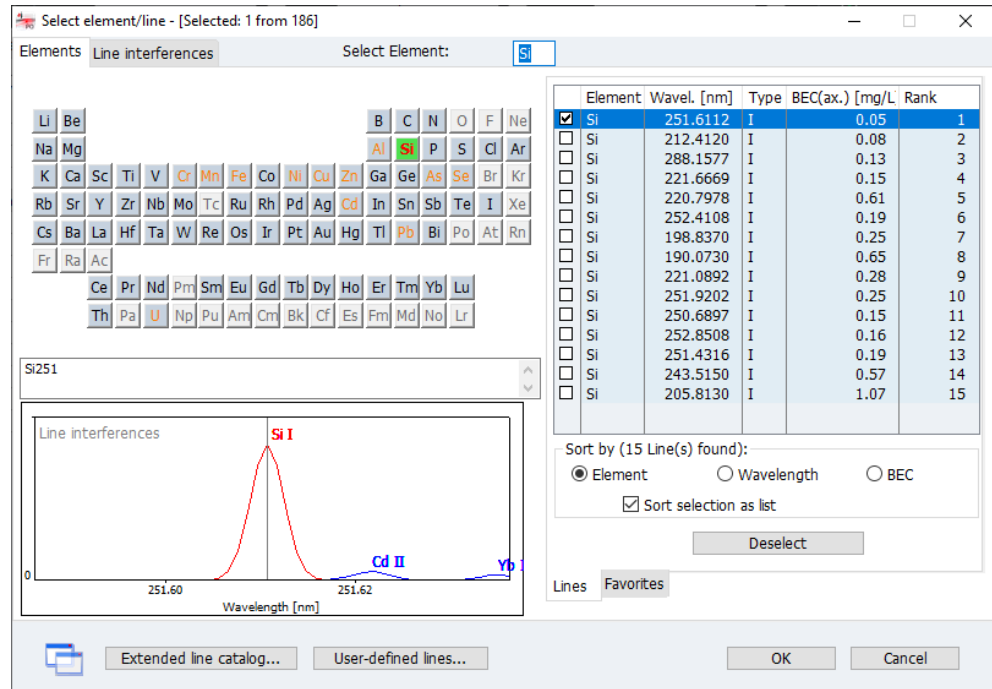 Select element/line - [Selected: 1 from 186]
Elements Line interferences Select Element: Si
Li Be B C N O F Ne
Na Mg Al Si P S Cl Ar
K Ca Sc Ti V Cr Mn Fe Co Ni Cu Zn Ga Ge As Se Br Kr
Rb Sr Y Zr Nb Mo Tc Ru Rh Pd Ag Cd In Sn Sb Te I Xe
Cs Ba La Hf Ta W Re Os Ir Pt Au Hg Tl Pb Bi Po At Rn
Fr Ra Ac
Ce Pr Nd Pm Sm Eu Gd Tb Dy Ho Er Tm Yb Lu
Th Pa U Np Pu Am Cm Bk Cf Es Fm Md No Lr
Si251
Line interferences
Si I
Cd II
Yb I
0
251.60 251.62
Wavelength [nm]
Element Wavel. [nm] Type BEC(ax.) [mg/L Rank
Si 251.6112 I 0.05 1
Si 212.4120 I 0.08 2
Si 288.1577 I 0.13 3
Si 221.6669 I 0.15 4
Si 220.7978 I 0.61 5
Si 252.4108 I 0.19 6
Si 198.8370 I 0.25 7
Si 190.0730 I 0.65 8
Si 221.0892 I 0.28 9
Si 251.9202 I 0.25 10
Si 250.6897 I 0.15 11
Si 252.8508 I 0.16 12
Si 251.4316 I 0.19 13
Si 243.5150 I 0.57 14
Si 205.8130 I 1.07 15
Sort by (15 Line(s) found):
Element Wavelength BEC
Sort selection as list
Deselect
Lines Favorites
Extended line catalog... User-defined lines... OK Cancel